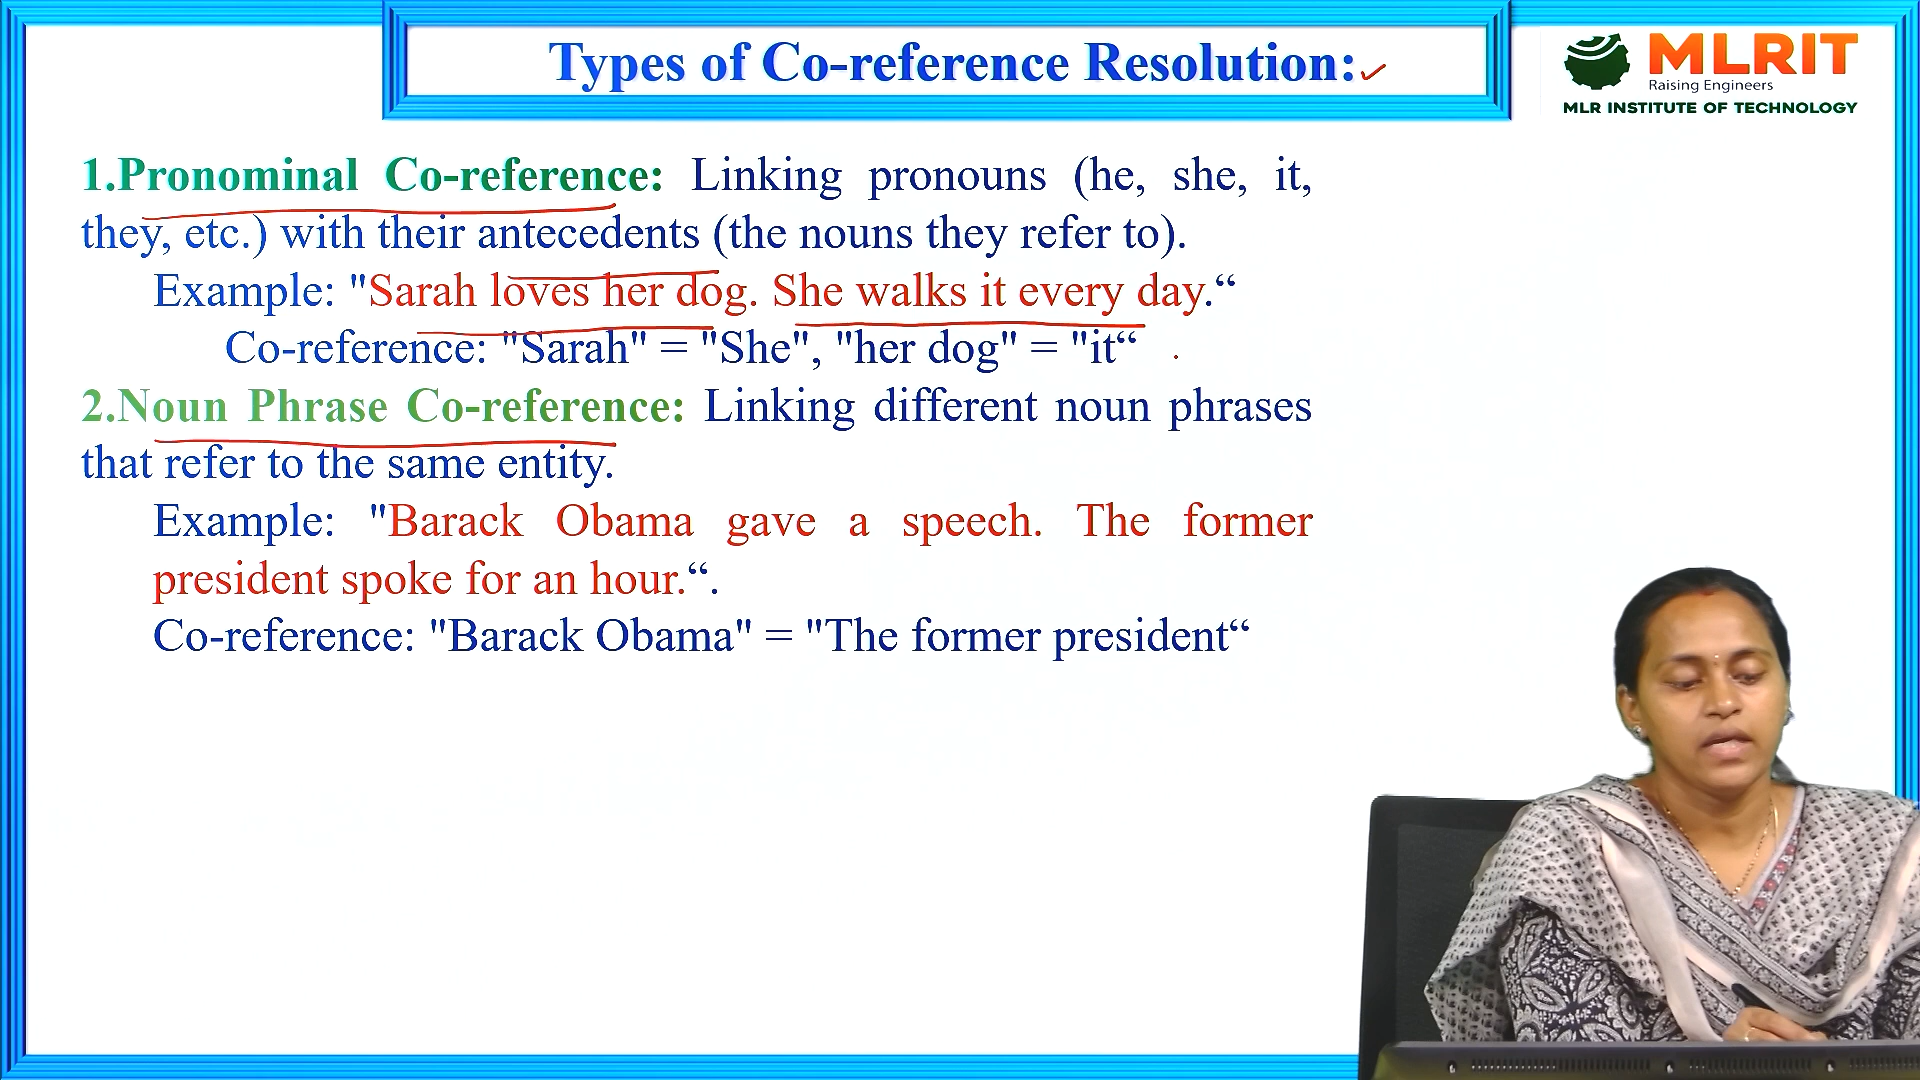 Types of Co-reference Resolution:
MLRIT
Raising Engineers
MLR INSTITUTE OF TECHNOLOGY
1.Pronominal Co-reference: Linking pronouns (he, she, it,
they, etc.) with their antecedents (the nouns they refer to).
Example: "Sarah loves her dog. She walks it every day.“
Co-reference: "Sarah" = "She", "her dog" = "it“
2.Noun Phrase Co-reference: Linking different noun phrases
that refer to the same entity.
Example: "Barack Obama gave a speech. The former
president spoke for an hour.“.
Co-reference: "Barack Obama" = "The former president“